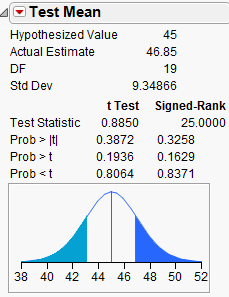 Test Mean
Hypothesized Value 45
Actual Estimate 46.85
DF 19
Std Dev 9.34866
t Test Signed-Rank
Test Statistic 0.8850 25.0000
Prob > |t| 0.3872 0.3258
Prob > t 0.1936 0.1629
Prob < t 0.8064 0.8371
38 40 42 44 46 48 50 52